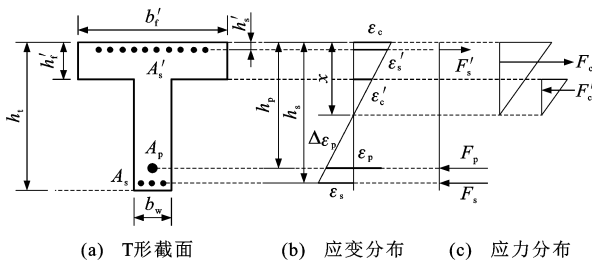 b′f
h′s
h′f
A′s
ht
Ap
As
bw
hp
hs
x
εc
ε′s
ε′c
Δεp
εp
εs
F′s
Fc
F′c
Fp
Fs
(a) T形截面
(b) 应变分布
(c) 应力分布